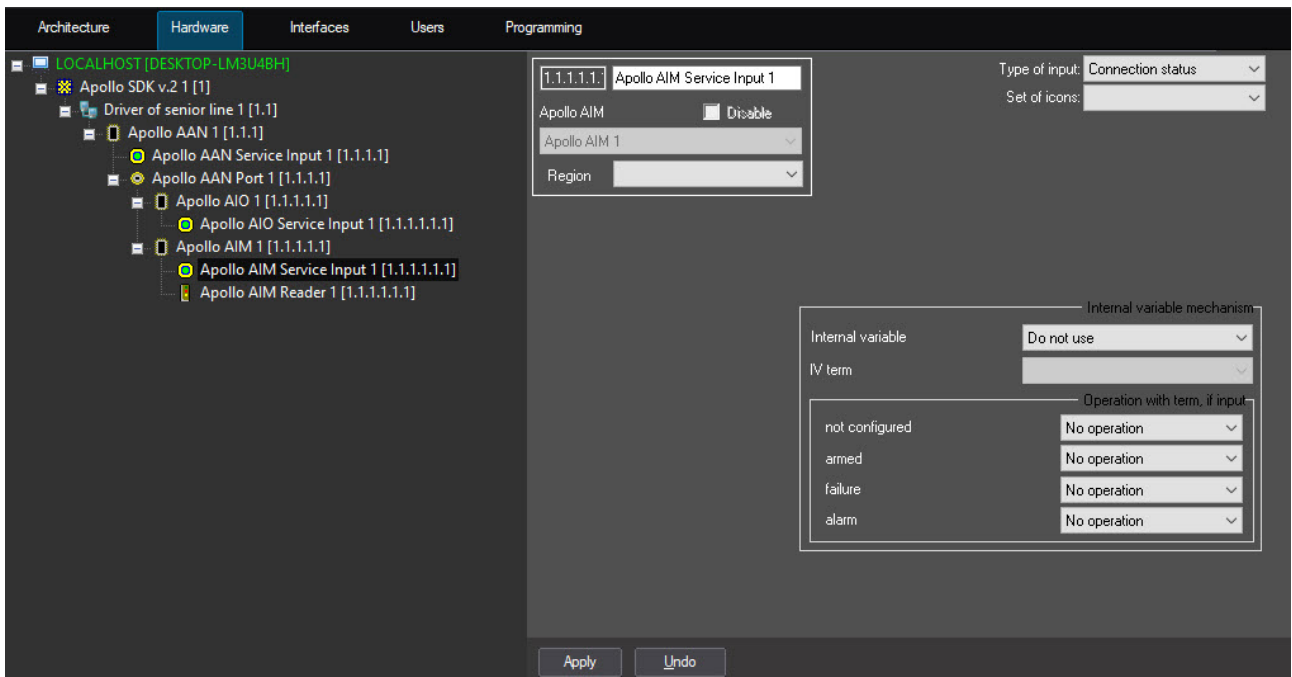 Architecture Hardware Interfaces Users Programming
LOCALHOST [DESKTOP-LM3U4BH]
Apollo SDK v.2 1 [1]
Driver of senior line 1 [1.1]
Apollo AAN 1 [1.1.1]
Apollo AAN Service Input 1 [1.1.1.1]
Apollo AAN Port 1 [1.1.1.1]
Apollo AIO 1 [1.1.1.1.1]
Apollo AIO Service Input 1 [1.1.1.1.1.1]
Apollo AIM 1 [1.1.1.1.1]
Apollo AIM Service Input 1 [1.1.1.1.1.1]
Apollo AIM Reader 1 [1.1.1.1.1.1]
1.1.1.1.1. Apollo AIM Service Input 1
Apollo AIM Disable
Apollo AIM 1
Region
Type of input: Connection status
Set of icons:
Internal variable mechanism
Internal variable Do not use
IV term
Operation with term, if input
not configured No operation
armed No operation
failure No operation
alarm No operation
Apply Undo